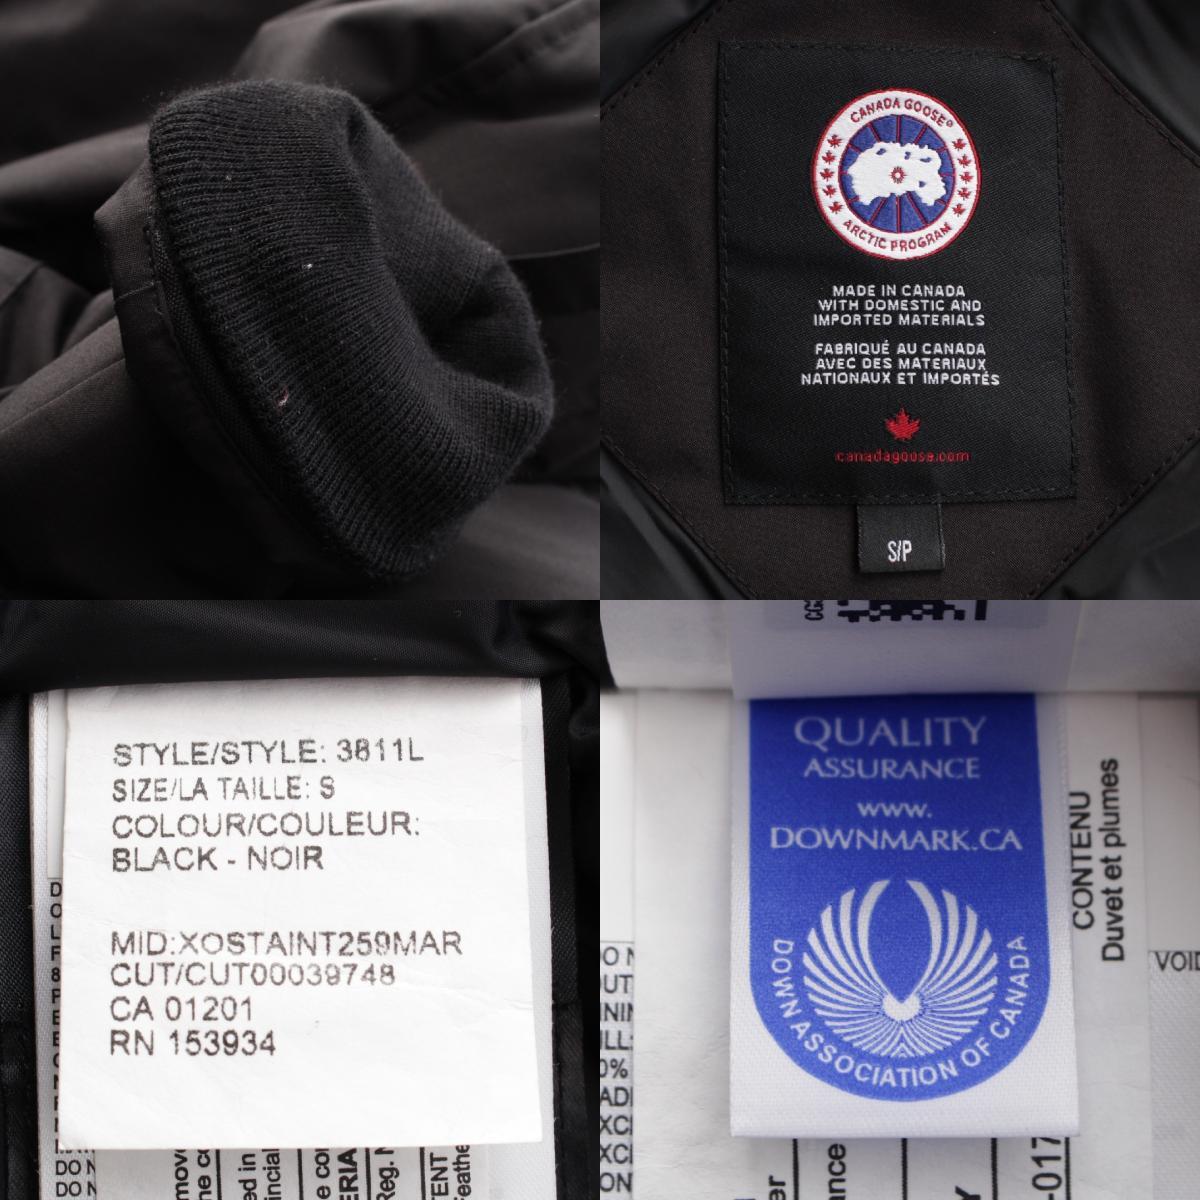 CANADA GOOSE®
ARCTIC PROGRAM
MADE IN CANADA
WITH DOMESTIC AND
IMPORTED MATERIALS
FABRIQUÉ AU CANADA
AVEC DES MATERIAUX
NATIONAUX ET IMPORTÉS
canadagoose.com
S/P
STYLE/STYLE: 3811L
SIZE/LA TAILLE: S
COLOUR/COULEUR:
BLACK - NOIR
MID:XOSTAINT259MAR
CUT/CUT00039748
CA 01201
RN 153934
QUALITY
ASSURANCE
www.
DOWNMARK.CA
DOWN ASSOCIATION OF CANADA
CONTENU
Duvet et plumes
VOID
017